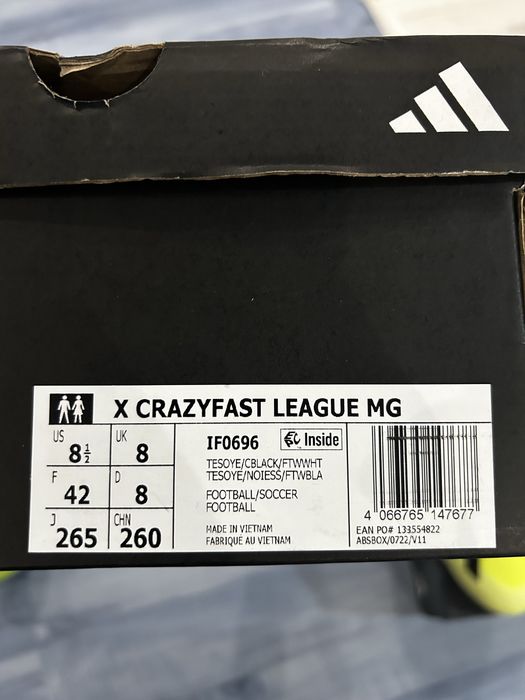 X CRAZYFAST LEAGUE MG
US
8½
UK
8
F
42
D
8
J
265
CHN
260
IF0696
Inside
TESOYE/CBLACK/FTWWHT
TESOYE/NOIESS/FTWBLA
FOOTBALL/SOCCER
FOOTBALL
MADE IN VIETNAM
FABRIQUÉ AU VIETNAM
4 066765 147677
EAN PO# 133554822
ABSBOX/0722/V11